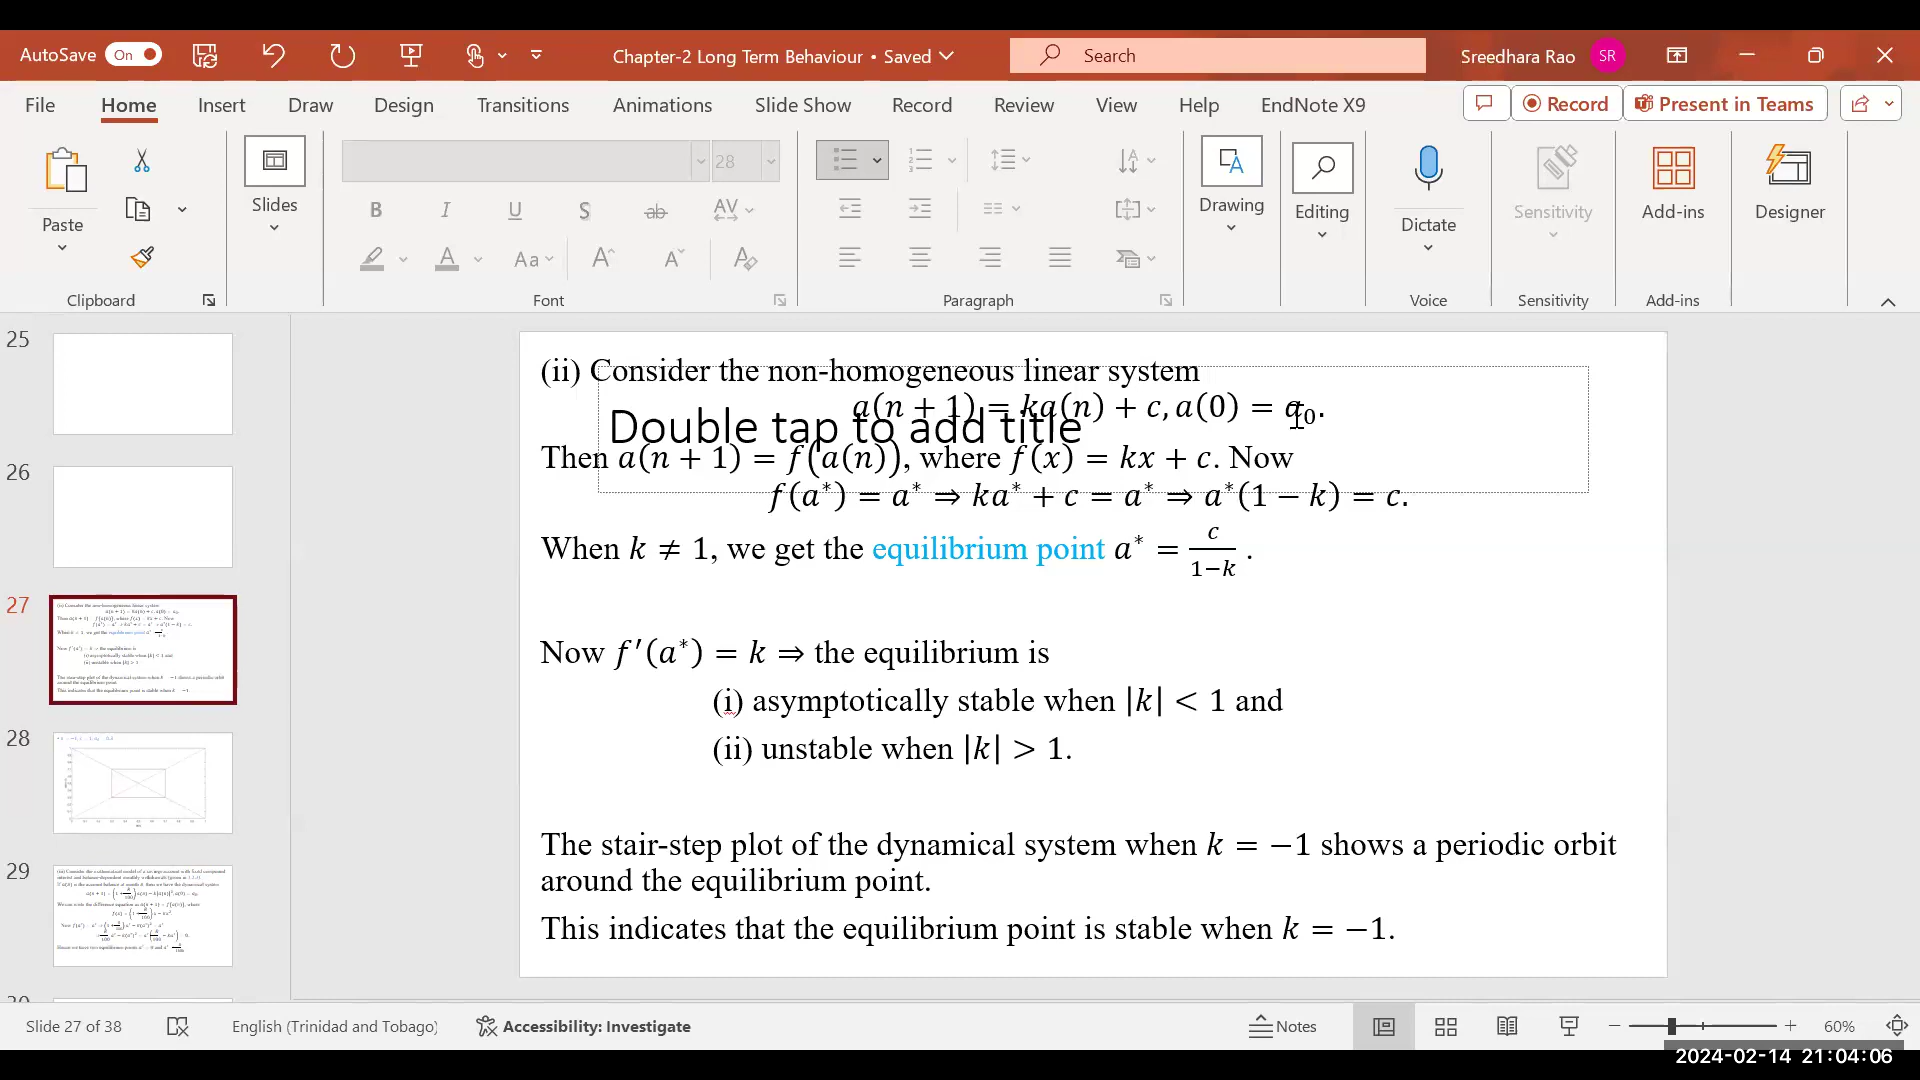 AutoSave On Chapter-2 Long Term Behaviour • Saved Search Sreedhara Rao SR
File Home Insert Draw Design Transitions Animations Slide Show Record Review View Help EndNote X9 Record Present in Teams
Paste Slides 28 Drawing Editing Dictate Sensitivity Add-ins Designer
Clipboard Font Paragraph Voice Sensitivity Add-ins
25
26
27
28
29
(ii) Consider the non-homogeneous linear system
a(n + 1) = ka(n) + c, a(0) = a₀.
Double tap to add title
Then a(n + 1) = f(a(n)), where f(x) = kx + c. Now
f(a*) = a* ⇒ ka* + c = a* ⇒ a*(1 − k) = c.
When k ≠ 1, we get the equilibrium point a* = c/(1−k) .
Now f′(a*) = k ⇒ the equilibrium is
(i) asymptotically stable when |k| < 1 and
(ii) unstable when |k| > 1.
The stair-step plot of the dynamical system when k = −1 shows a periodic orbit
around the equilibrium point.
This indicates that the equilibrium point is stable when k = −1.
Slide 27 of 38 English (Trinidad and Tobago) Accessibility: Investigate Notes 60%
2024-02-14 21:04:06